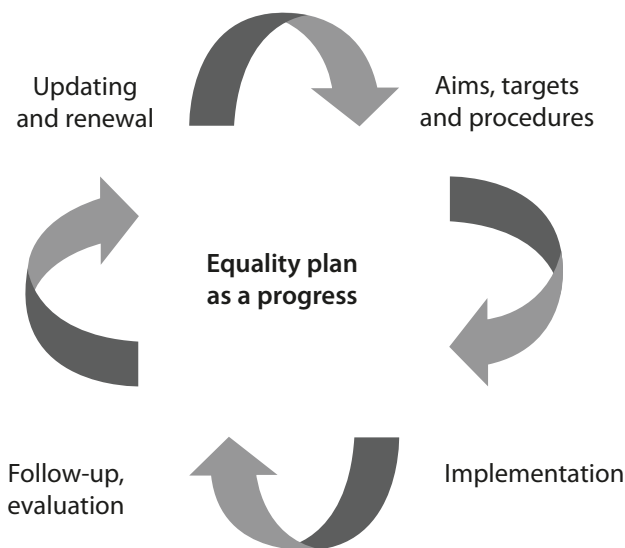 Updating
and renewal
Aims, targets
and procedures
Equality plan
as a progress
Follow-up,
evaluation
Implementation